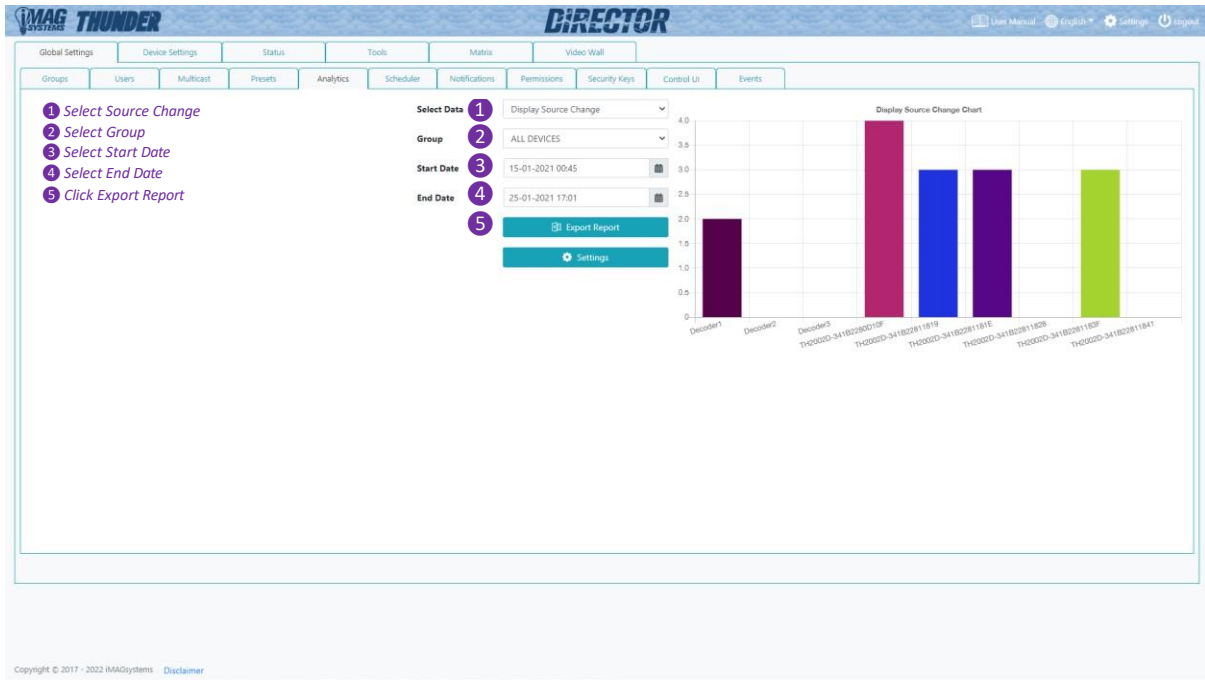 iMAG SYSTEMS THUNDER
DiRECTOR
User Manual English Settings Logout
Global Settings Device Settings Status Tools Matrix Video Wall
Groups Users Multicast Presets Analytics Scheduler Notifications Permissions Security Keys Control UI Events
1 Select Source Change
2 Select Group
3 Select Start Date
4 Select End Date
5 Click Export Report
Select Data 1 Display Source Change
Group 2 ALL DEVICES
Start Date 3 15-01-2021 00:45
End Date 4 25-01-2021 17:01
5 Export Report
Settings
Display Source Change Chart
4.0
3.5
3.0
2.5
2.0
1.5
1.0
0.5
0
Decoder1 Decoder2 Decoder3 TH2002D-341B2280D10F TH2002D-341B22811819 TH2002D-341B2281181E TH2002D-341B22811828 TH2002D-341B2281183F TH2002D-341B22811841
Copyright © 2017 - 2022 iMAGsystems Disclaimer